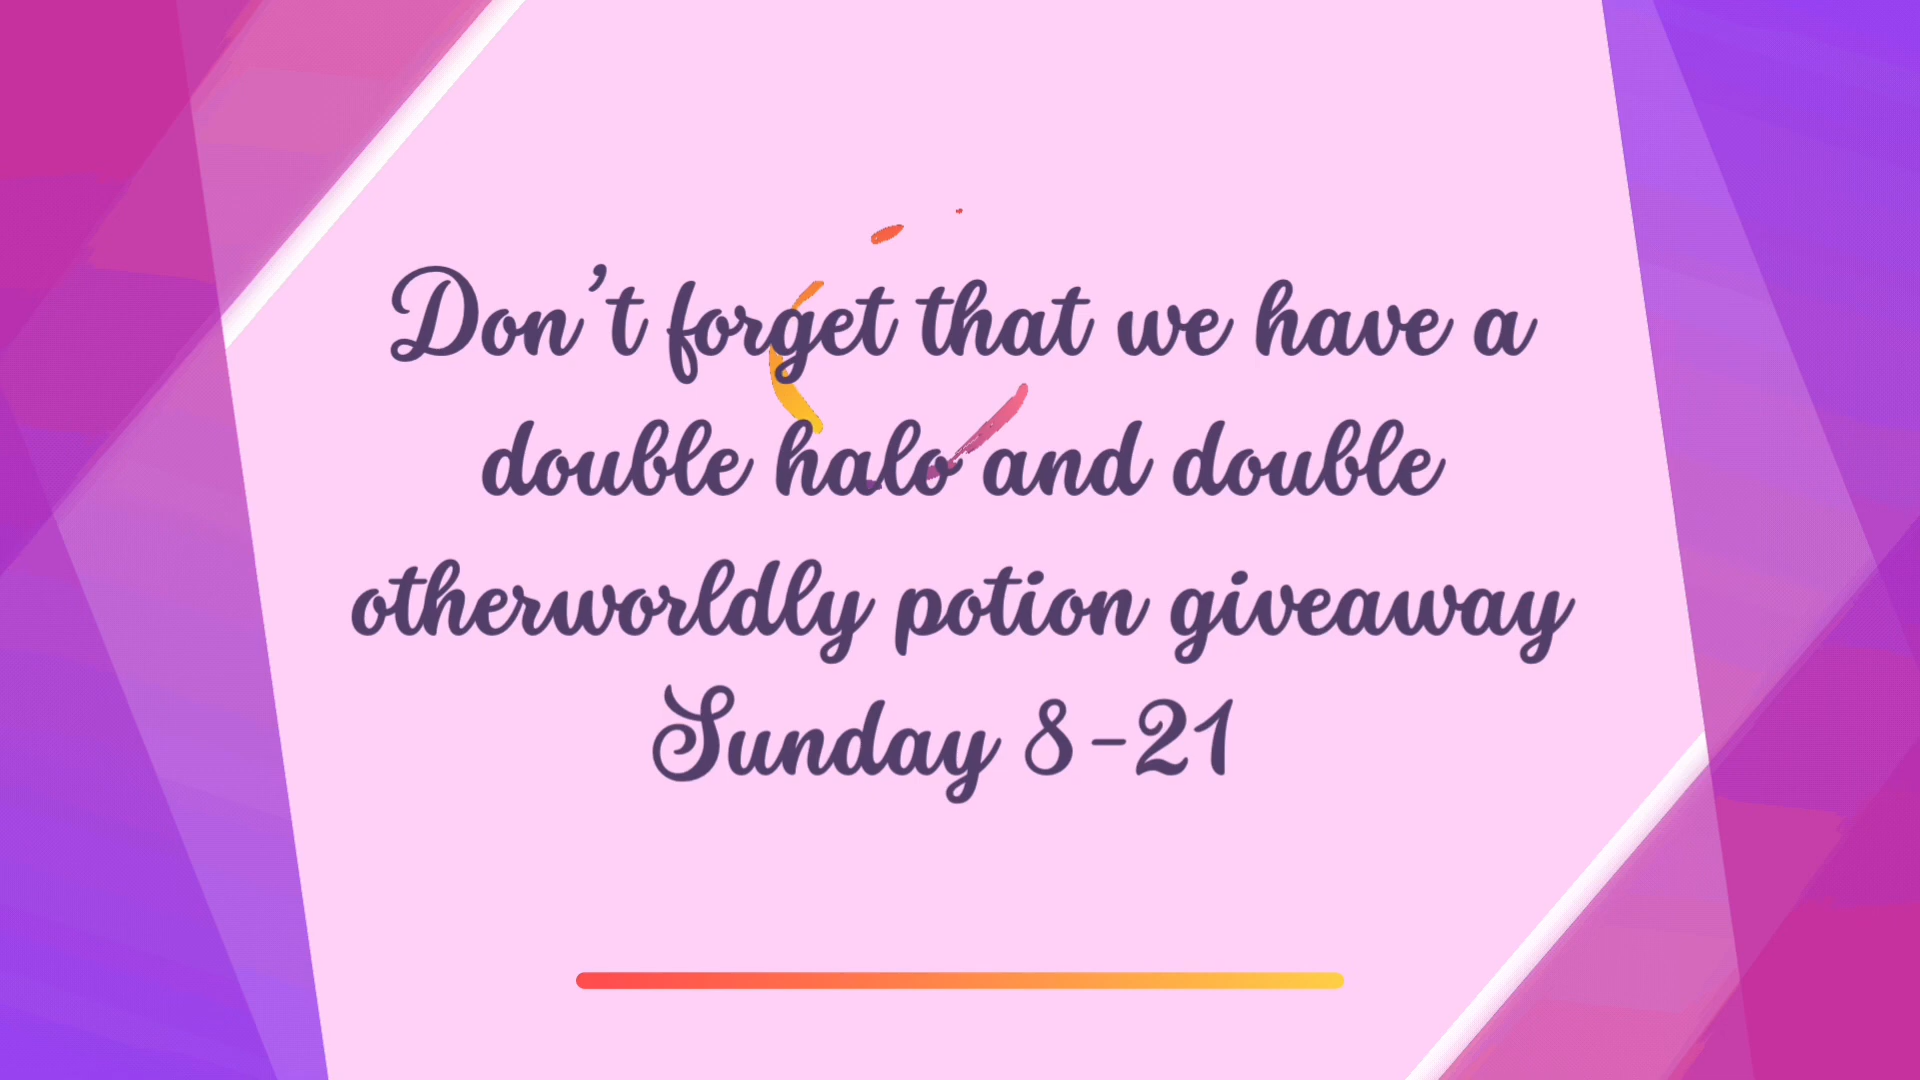 Don’t forget that we have a
double halo and double
otherworldly potion giveaway
Sunday 8-21